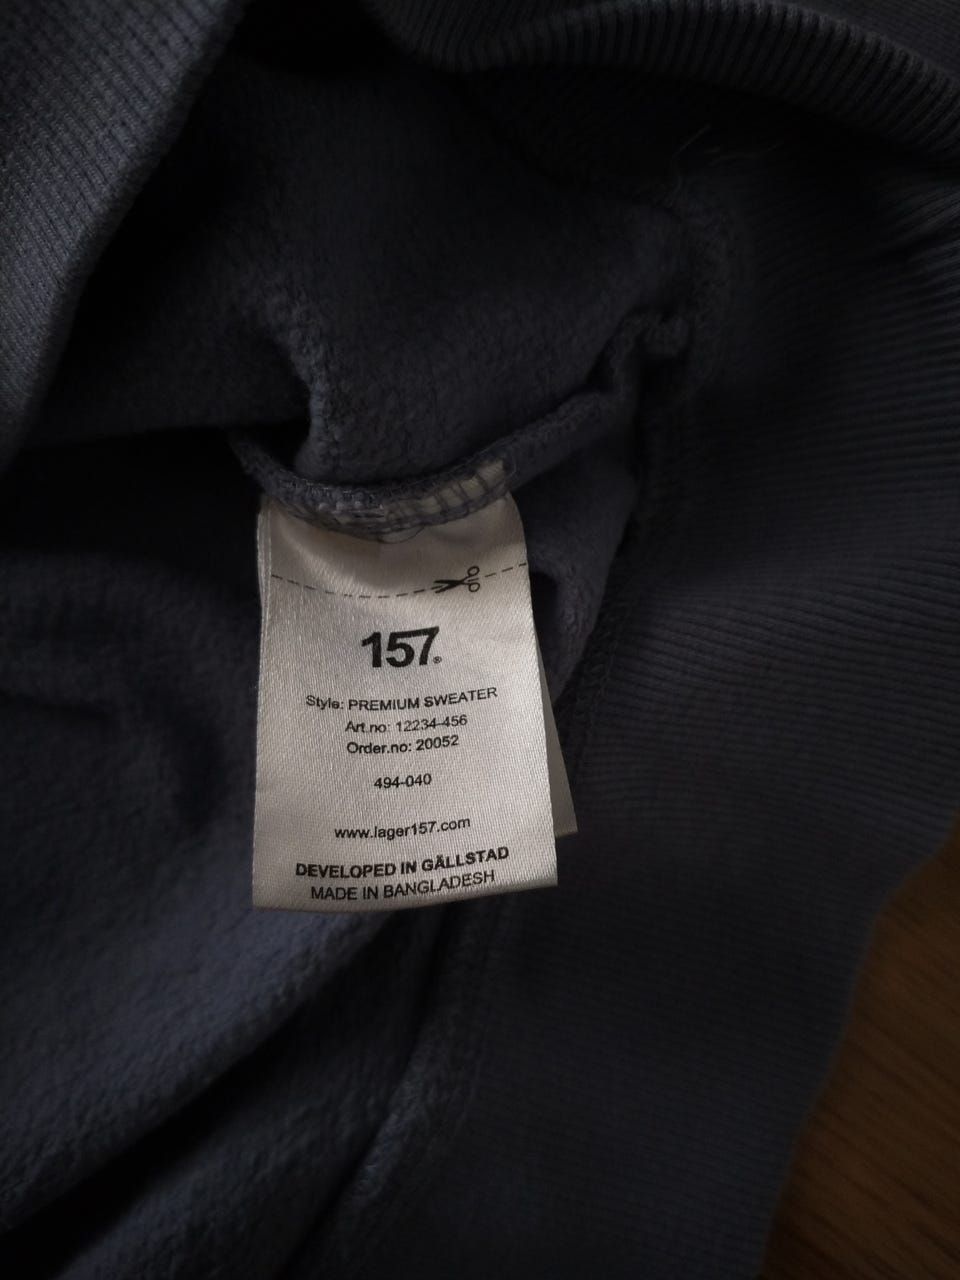 157®
Style: PREMIUM SWEATER
Art.no: 12234-456
Order.no: 20052
494-040
www.lager157.com
DEVELOPED IN GÄLLSTAD
MADE IN BANGLADESH